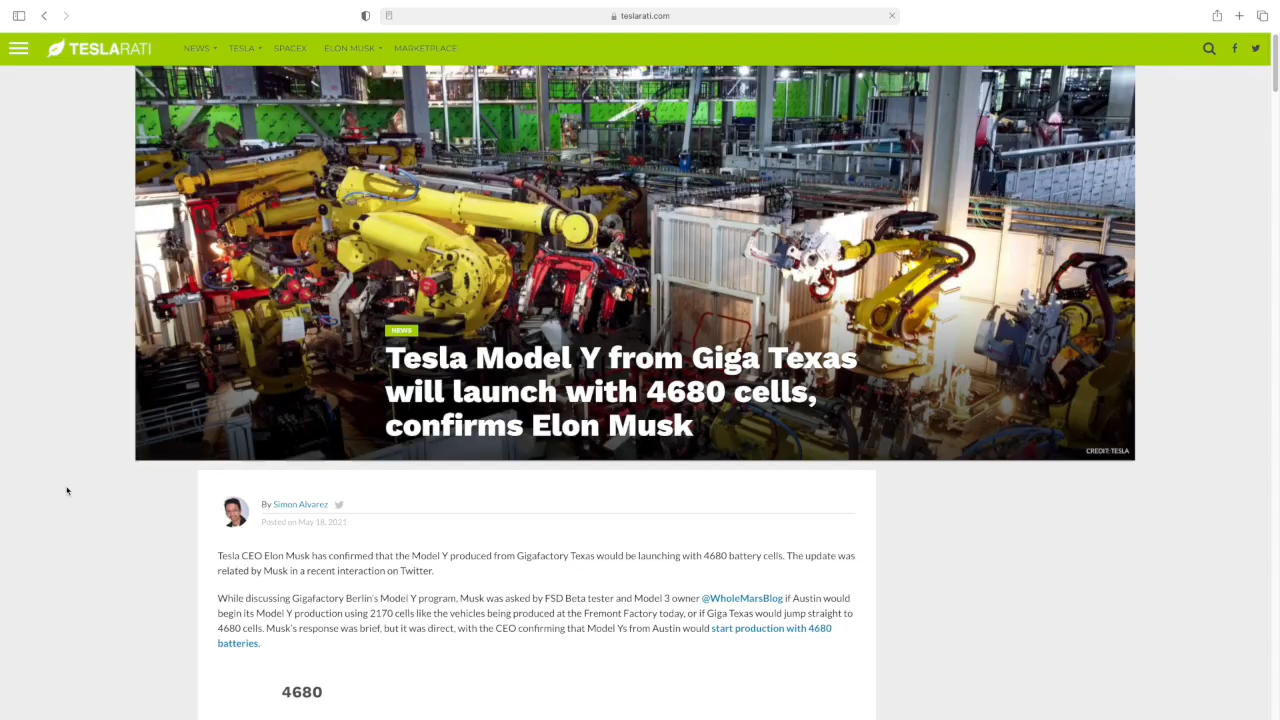 teslarati.com
TESLARATI NEWS TESLA SPACEX ELON MUSK MARKETPLACE
NEWS
Tesla Model Y from Giga Texas
will launch with 4680 cells,
confirms Elon Musk
CREDIT: TESLA
By Simon Alvarez
Posted on May 18, 2021
Tesla CEO Elon Musk has confirmed that the Model Y produced from Gigafactory Texas would be launching with 4680 battery cells. The update was
related by Musk in a recent interaction on Twitter.
While discussing Gigafactory Berlin's Model Y program, Musk was asked by FSD Beta tester and Model 3 owner @WholeMarsBlog if Austin would
begin its Model Y production using 2170 cells like the vehicles being produced at the Fremont Factory today, or if Giga Texas would jump straight to
4680 cells. Musk's response was brief, but it was direct, with the CEO confirming that Model Ys from Austin would start production with 4680
batteries.
4680